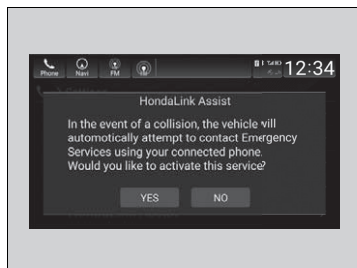 Phone Navi FM 12:34
HondaLink Assist
In the event of a collision, the vehicle will
automatically attempt to contact Emergency
Services using your connected phone.
Would you like to activate this service?
YES NO